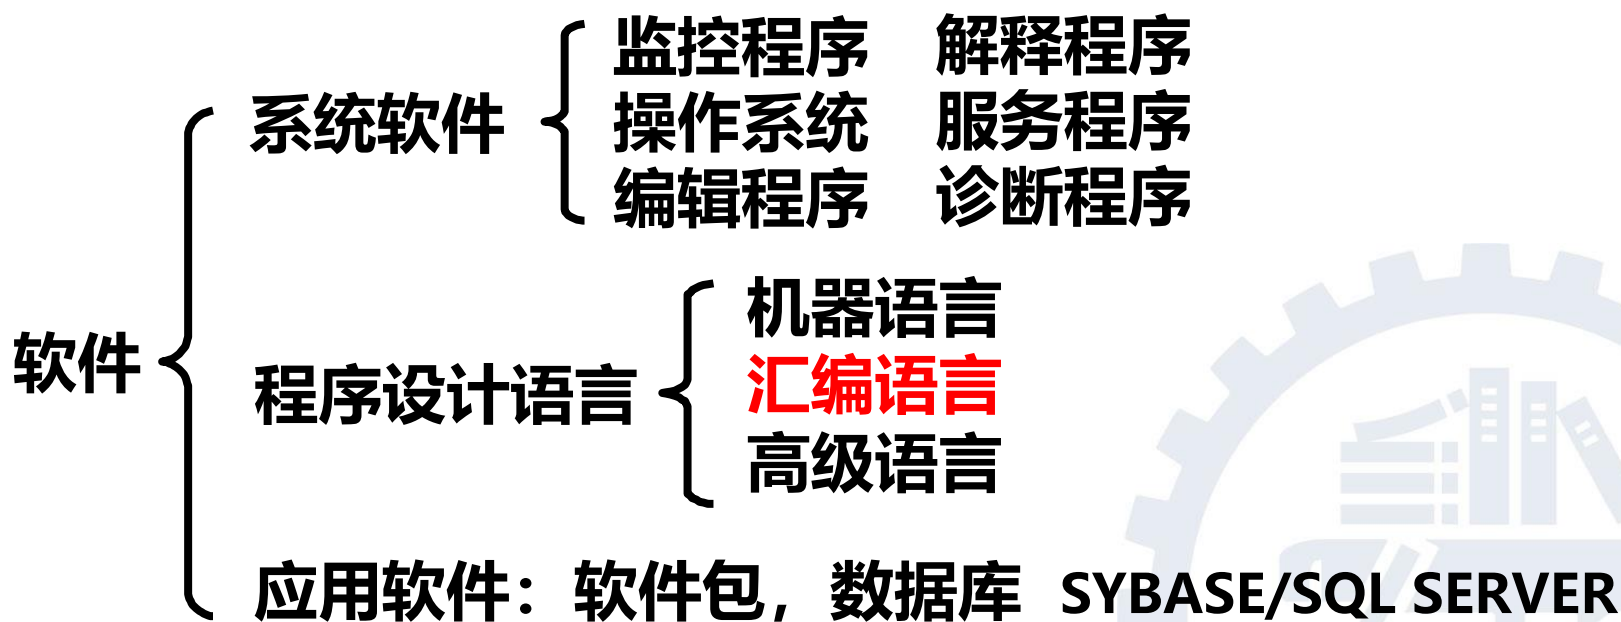 监控程序 解释程序
系统软件 操作系统 服务程序
编辑程序 诊断程序
机器语言
软件 程序设计语言 汇编语言
高级语言
应用软件：软件包，数据库 SYBASE/SQL SERVER